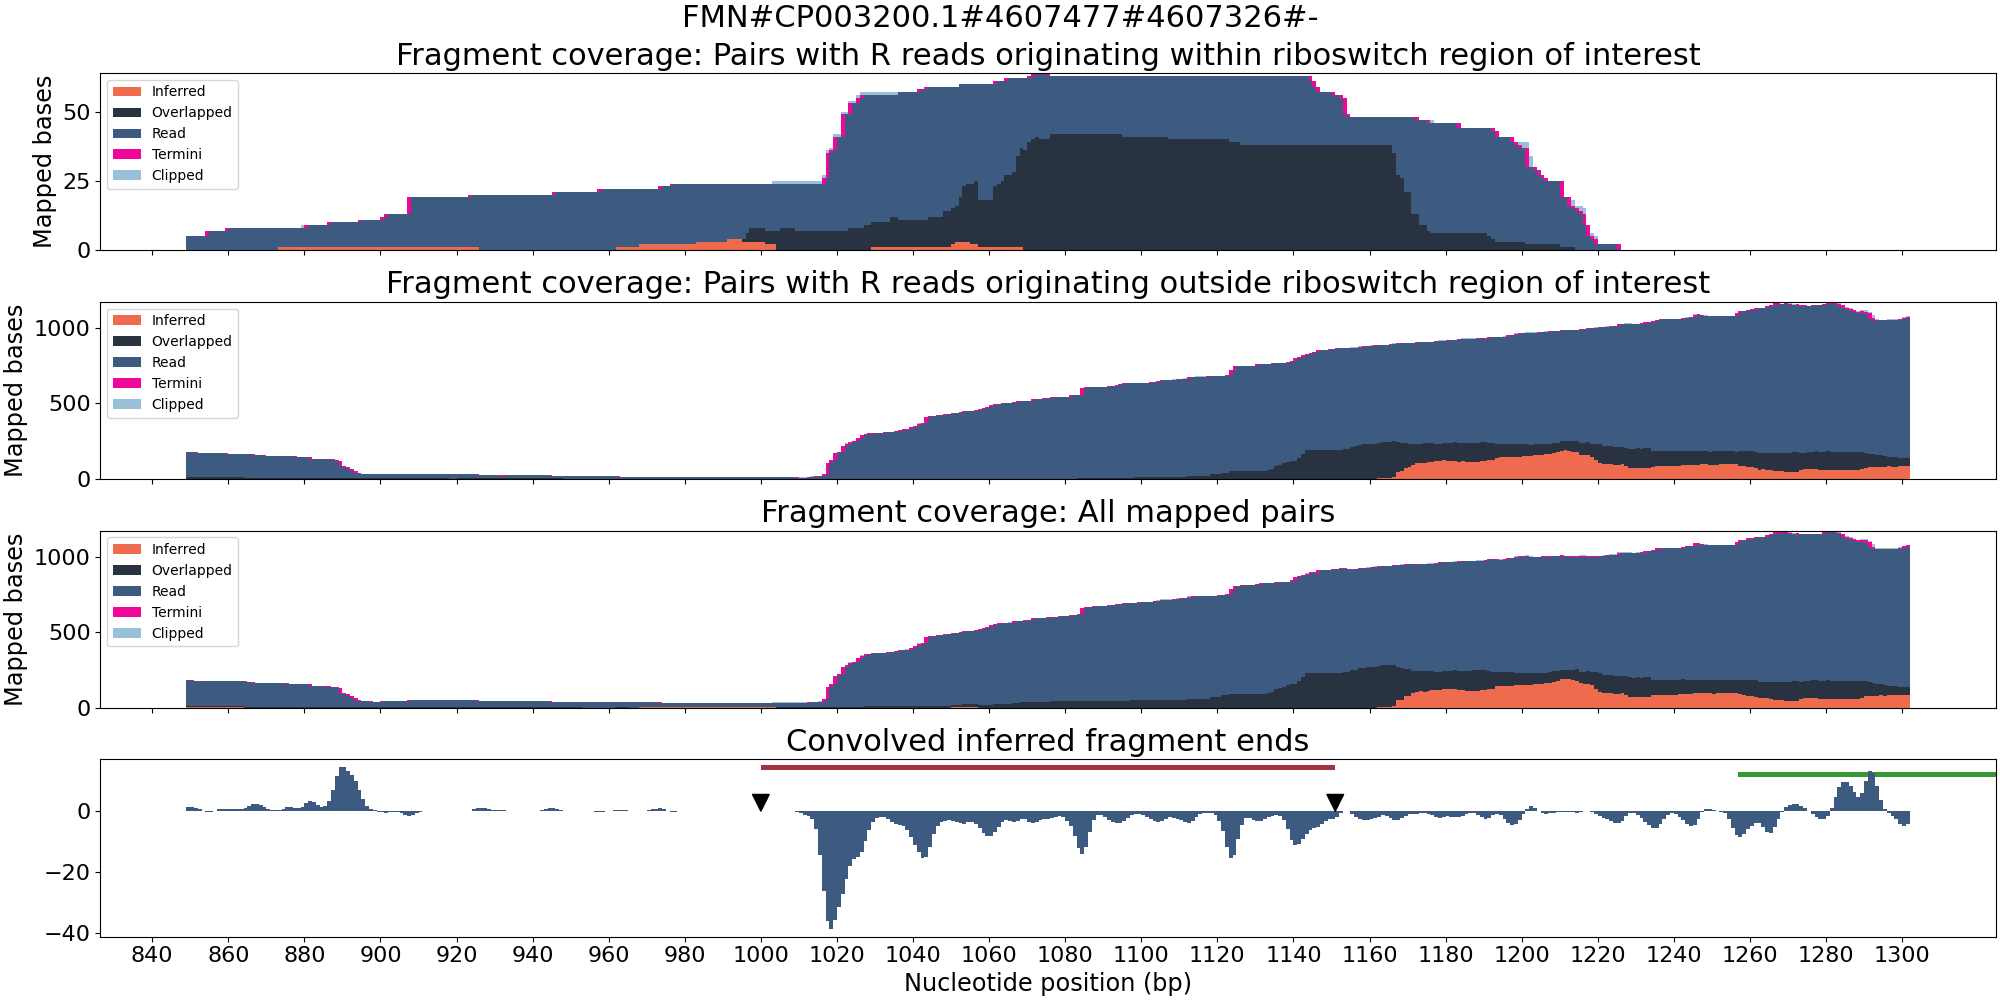 FMN#CP003200.1#4607477#4607326#-
Fragment coverage: Pairs with R reads originating within riboswitch region of interest
Mapped bases
50
25
0
Inferred
Overlapped
Read
Termini
Clipped
Fragment coverage: Pairs with R reads originating outside riboswitch region of interest
Mapped bases
1000
500
0
Inferred
Overlapped
Read
Termini
Clipped
Fragment coverage: All mapped pairs
Mapped bases
1000
500
0
Inferred
Overlapped
Read
Termini
Clipped
Convolved inferred fragment ends
0
−20
−40
840 860 880 900 920 940 960 980 1000 1020 1040 1060 1080 1100 1120 1140 1160 1180 1200 1220 1240 1260 1280 1300
Nucleotide position (bp)